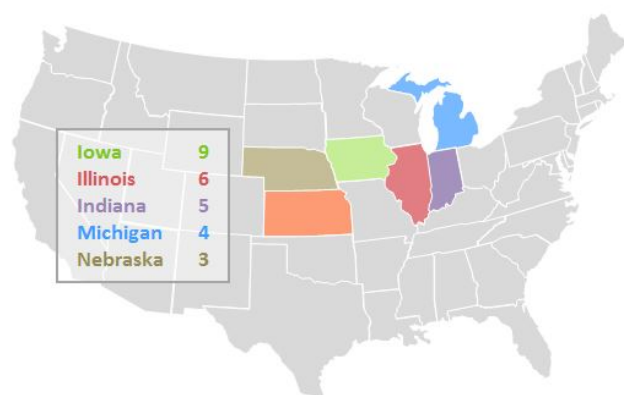 Iowa 9
Illinois 6
Indiana 5
Michigan 4
Nebraska 3